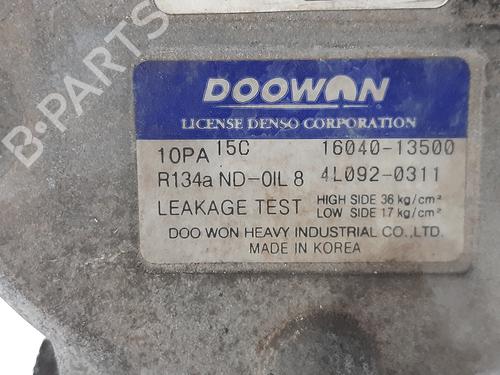 B-PARTS
DOOWON
LICENSE DENSO CORPORATION
10PA 15C 16040-13500
R134a ND-OIL 8 4L092-0311
LEAKAGE TEST HIGH SIDE 36 kg/cm² LOW SIDE 17 kg/cm²
DOO WON HEAVY INDUSTRIAL CO.,LTD.
MADE IN KOREA